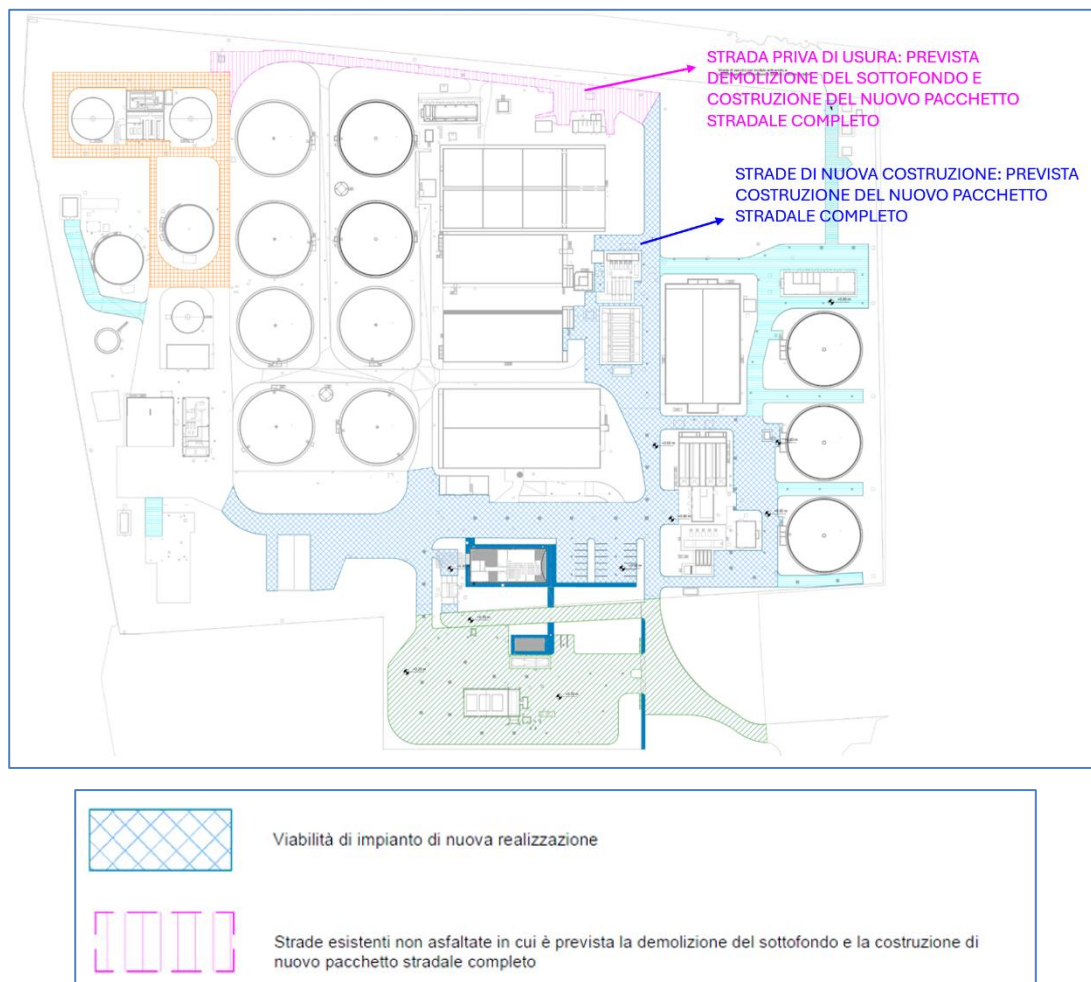 STRADA PRIVA DI USURA: PREVISTA
DEMOLIZIONE DEL SOTTOFONDO E
COSTRUZIONE DEL NUOVO PACCHETTO
STRADALE COMPLETO
STRADE DI NUOVA COSTRUZIONE: PREVISTA
COSTRUZIONE DEL NUOVO PACCHETTO
STRADALE COMPLETO
Viabilità di impianto di nuova realizzazione
Strade esistenti non asfaltate in cui è prevista la demolizione del sottofondo e la costruzione di
nuovo pacchetto stradale completo